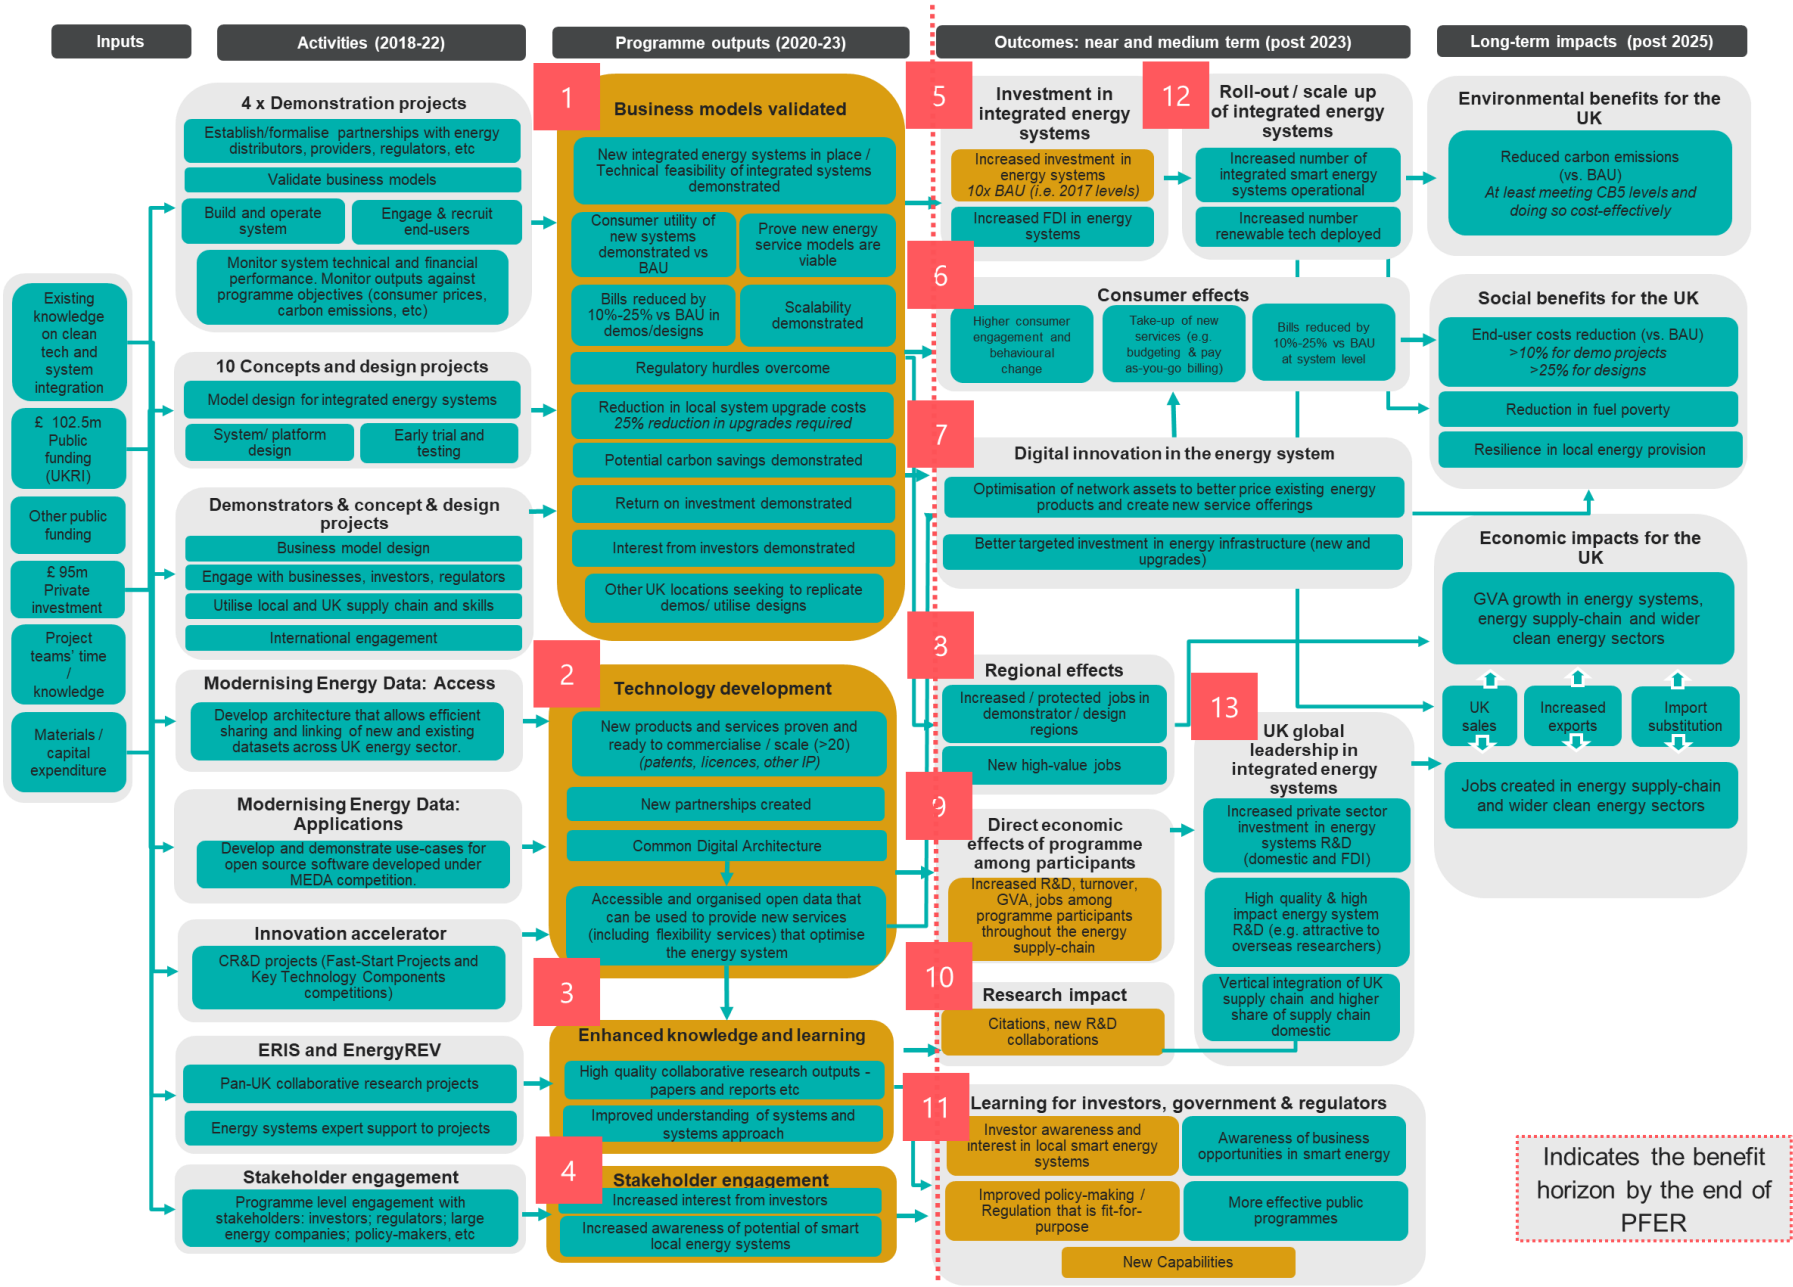 Inputs
Activities (2018-22)
Programme outputs (2020-23)
Outcomes: near and medium term (post 2023)
Long-term impacts (post 2025)
Existing
knowledge
on clean
tech and
system
integration
£ 102.5m
Public
funding
(UKRI)
Other public
funding
£ 95m
Private
investment
Project
teams' time
/
knowledge
Materials /
capital
expenditure
4 x Demonstration projects
Establish/formalise partnerships with energy
distributors, providers, regulators, etc
Validate business models
Build and operate
system
Engage & recruit
end-users
Monitor system technical and financial
performance. Monitor outputs against
programme objectives (consumer prices,
carbon emissions, etc)
10 Concepts and design projects
Model design for integrated energy systems
System/ platform
design
Early trial and
testing
Demonstrators & concept & design
projects
Business model design
Engage with businesses, investors, regulators
Utilise local and UK supply chain and skills
International engagement
Modernising Energy Data: Access
Develop architecture that allows efficient
sharing and linking of new and existing
datasets across UK energy sector.
Modernising Energy Data:
Applications
Develop and demonstrate use-cases for
open source software developed under
MEDA competition.
Innovation accelerator
CR&D projects (Fast-Start Projects and
Key Technology Components
competitions)
ERIS and EnergyREV
Pan-UK collaborative research projects
Energy systems expert support to projects
Stakeholder engagement
Programme level engagement with
stakeholders: investors; regulators; large
energy companies; policy-makers, etc
1
Business models validated
New integrated energy systems in place /
Technical feasibility of integrated systems
demonstrated
Consumer utility of
new systems
demonstrated vs
BAU
Prove new energy
service models are
viable
Bills reduced by
10%-25% vs BAU in
demos/designs
Scalability
demonstrated
Regulatory hurdles overcome
Reduction in local system upgrade costs
25% reduction in upgrades required
Potential carbon savings demonstrated
Return on investment demonstrated
Interest from investors demonstrated
Other UK locations seeking to replicate
demos/ utilise designs
2
Technology development
New products and services proven and
ready to commercialise / scale (>20)
(patents, licences, other IP)
New partnerships created
Common Digital Architecture
Accessible and organised open data that
can be used to provide new services
(including flexibility services) that optimise
the energy system
3
Enhanced knowledge and learning
High quality collaborative research outputs -
papers and reports etc
Improved understanding of systems and
systems approach
4
Stakeholder engagement
Increased interest from investors
Increased awareness of potential of smart
local energy systems
5
Investment in
integrated energy
systems
Increased investment in
energy systems
10x BAU (i.e. 2017 levels)
Increased FDI in energy
systems
12
Roll-out / scale up
of integrated energy
systems
Increased number of
integrated smart energy
systems operational
Increased number
renewable tech deployed
6
Consumer effects
Higher consumer
engagement and
behavioural
change
Take-up of new
services (e.g.
budgeting & pay
as-you-go billing)
Bills reduced by
10%-25% vs BAU
at system level
7
Digital innovation in the energy system
Optimisation of network assets to better price existing energy
products and create new service offerings
Better targeted investment in energy infrastructure (new and
upgrades)
8
Regional effects
Increased / protected jobs in
demonstrator / design
regions
New high-value jobs
9
Direct economic
effects of programme
among participants
Increased R&D, turnover,
GVA, jobs among
programme participants
throughout the energy
supply-chain
10
Research impact
Citations, new R&D
collaborations
13
UK global
leadership in
integrated energy
systems
Increased private sector
investment in energy
systems R&D
(domestic and FDI)
High quality & high
impact energy system
R&D (e.g. attractive to
overseas researchers)
Vertical integration of UK
supply chain and higher
share of supply chain
domestic
11
Learning for investors, government & regulators
Investor awareness and
interest in local smart energy
systems
Awareness of business
opportunities in smart energy
Improved policy-making /
Regulation that is fit-for-
purpose
More effective public
programmes
New Capabilities
Environmental benefits for the
UK
Reduced carbon emissions
(vs. BAU)
At least meeting CB5 levels and
doing so cost-effectively
Social benefits for the UK
End-user costs reduction (vs. BAU)
>10% for demo projects
>25% for designs
Reduction in fuel poverty
Resilience in local energy provision
Economic impacts for the
UK
GVA growth in energy systems,
energy supply-chain and wider
clean energy sectors
UK
sales
Increased
exports
Import
substitution
Jobs created in energy supply-chain
and wider clean energy sectors
Indicates the benefit
horizon by the end of
PFER